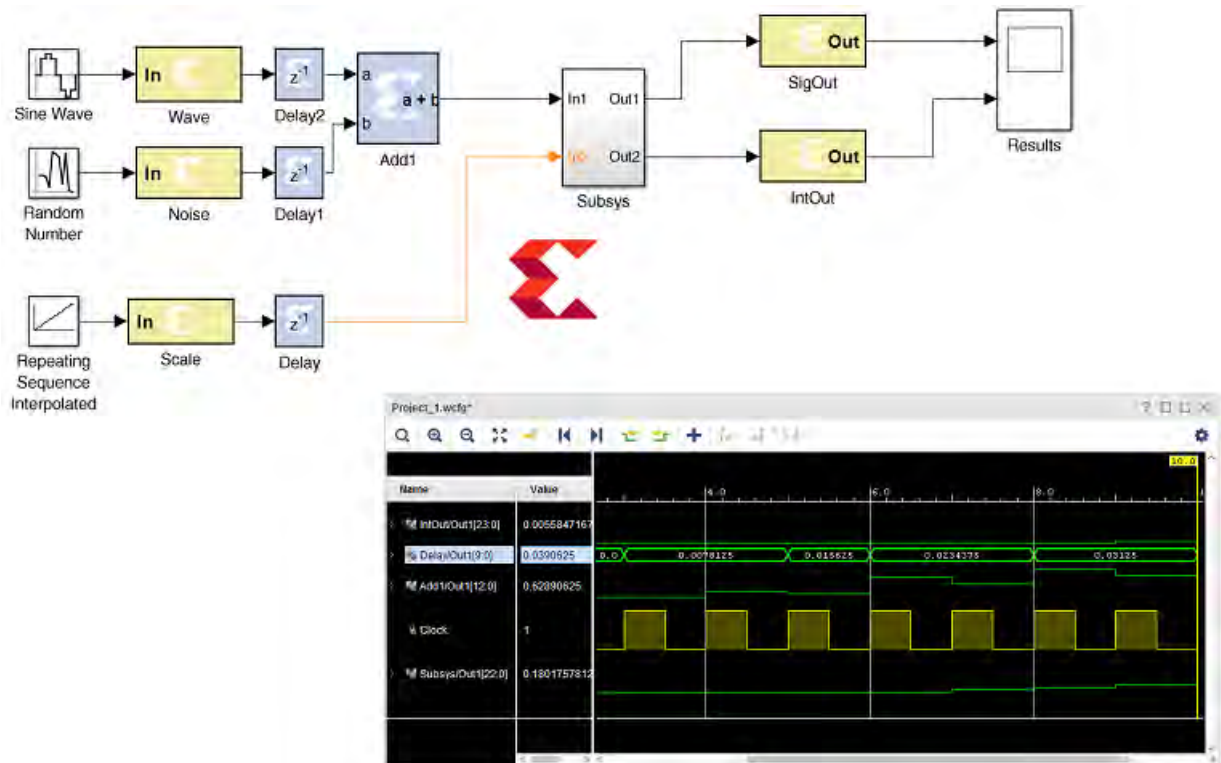 Sine Wave
In
Wave
z-1
Delay2
a
b
a + b
Add1
Random
Number
In
Noise
z-1
Delay1
Repeating
Sequence
Interpolated
In
Scale
z-1
Delay
In1
Out1
Out2
Subsys
Out
SigOut
Out
IntOut
Results
Project_1.wcfg*
10.0
Name
Value
4.0
6.0
8.0
IntOut/Out1[23:0]
0.0055847167
Delay/Out1[9:0]
0.0390625
0.0
0.0078125
0.015625
0.0234375
0.03125
Add1/Out1[12:0]
0.62890625
Clock
1
Subsys/Out1[22:0]
0.1801757812